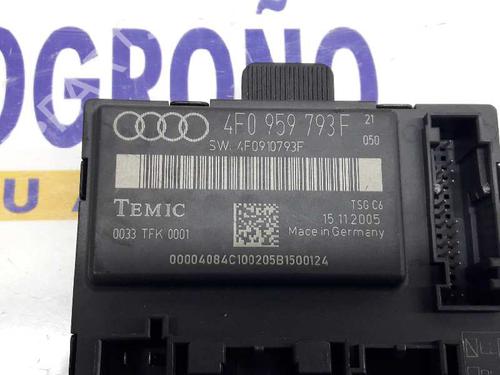 OGROÑO
4F0 959 793F 21
SW: 4F0910793F 050
TEMIC
TSG C6
15.11.2005
0033 TFK 0001
Made in Germany
00004084C100205B1500124
U A